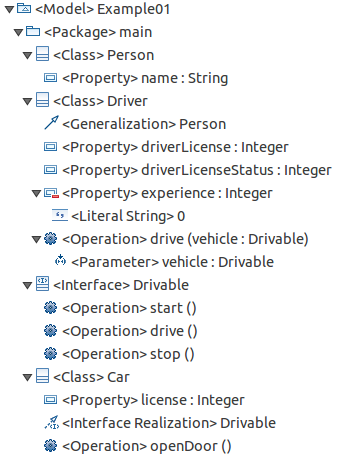 <Model> Example01
<Package> main
<Class> Person
<Property> name : String
<Class> Driver
<Generalization> Person
<Property> driverLicense : Integer
<Property> driverLicenseStatus : Integer
<Property> experience : Integer
<Literal String> 0
<Operation> drive (vehicle : Drivable)
<Parameter> vehicle : Drivable
<Interface> Drivable
<Operation> start ()
<Operation> drive ()
<Operation> stop ()
<Class> Car
<Property> license : Integer
<Interface Realization> Drivable
<Operation> openDoor ()